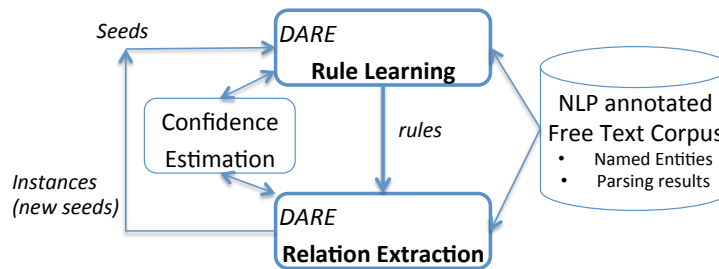 Seeds
DARE
Rule Learning
Confidence
Estimation
rules
NLP annotated
Free Text Corpus
• Named Entities
• Parsing results
Instances
(new seeds)
DARE
Relation Extraction